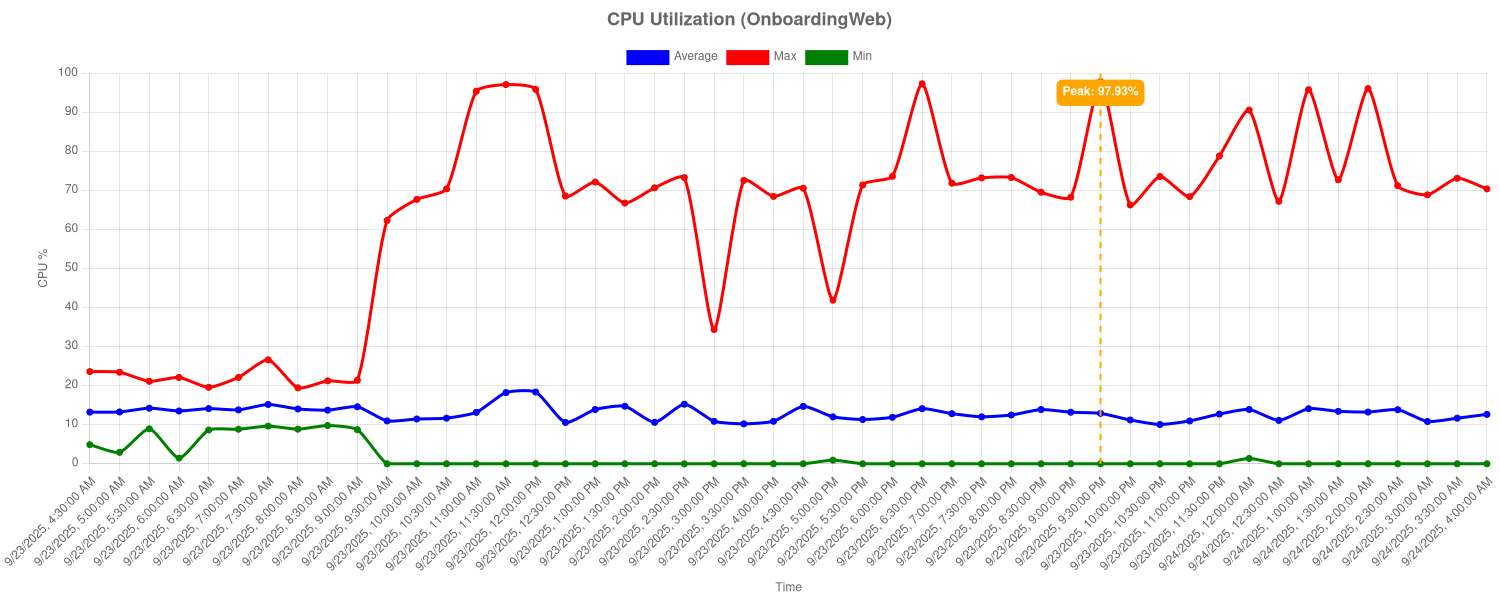 CPU Utilization (OnboardingWeb)
Average Max Min
100
90
80
70
60
50
40
30
20
10
0
CPU %
Peak: 97.93%
9/23/2025, 4:30:00 AM
9/23/2025, 5:00:00 AM
9/23/2025, 5:30:00 AM
9/23/2025, 6:00:00 AM
9/23/2025, 6:30:00 AM
9/23/2025, 7:00:00 AM
9/23/2025, 7:30:00 AM
9/23/2025, 8:00:00 AM
9/23/2025, 8:30:00 AM
9/23/2025, 9:00:00 AM
9/23/2025, 9:30:00 AM
9/23/2025, 10:00:00 AM
9/23/2025, 10:30:00 AM
9/23/2025, 11:00:00 AM
9/23/2025, 11:30:00 AM
9/23/2025, 12:00:00 PM
9/23/2025, 12:30:00 PM
9/23/2025, 1:00:00 PM
9/23/2025, 1:30:00 PM
9/23/2025, 2:00:00 PM
9/23/2025, 2:30:00 PM
9/23/2025, 3:00:00 PM
9/23/2025, 3:30:00 PM
9/23/2025, 4:00:00 PM
9/23/2025, 4:30:00 PM
9/23/2025, 5:00:00 PM
9/23/2025, 5:30:00 PM
9/23/2025, 6:00:00 PM
9/23/2025, 6:30:00 PM
9/23/2025, 7:00:00 PM
9/23/2025, 7:30:00 PM
9/23/2025, 8:00:00 PM
9/23/2025, 8:30:00 PM
9/23/2025, 9:00:00 PM
9/23/2025, 9:30:00 PM
9/23/2025, 10:00:00 PM
9/23/2025, 10:30:00 PM
9/23/2025, 11:00:00 PM
9/23/2025, 11:30:00 PM
9/24/2025, 12:00:00 AM
9/24/2025, 12:30:00 AM
9/24/2025, 1:00:00 AM
9/24/2025, 1:30:00 AM
9/24/2025, 2:00:00 AM
9/24/2025, 2:30:00 AM
9/24/2025, 3:00:00 AM
9/24/2025, 3:30:00 AM
9/24/2025, 4:00:00 AM
Time